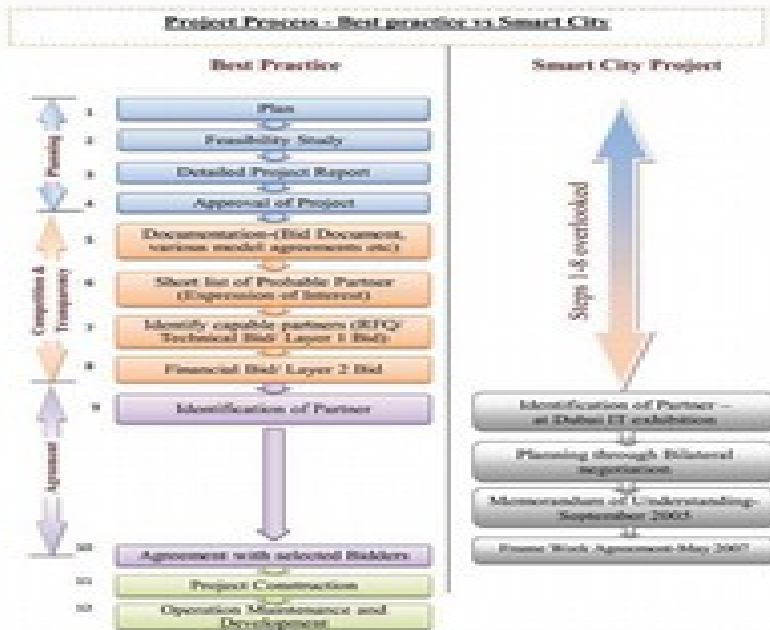 Project Process - Best practice vs Smart City
Best Practice
Smart City Project
Planning
1
Plan
2
Feasibility Study
3
Detailed Project Report
4
Approval of Project
Competition &
Transparency
5
Documentation-(Bid Document,
various model agreements etc)
6
Short list of Probable Partner
(Expression of Interest)
7
Identify capable partners (RFQ/
Technical Bid/ Layer 1 Bid)
8
Financial Bid/ Layer 2 Bid
Agreement
9
Identification of Partner
10
Agreement with selected Bidders
11
Project Construction
12
Operation Maintenance and
Development
Steps 1-8 overlooked
Identification of Partner –
at Dubai IT exhibition
Planning through Bilateral
negotiation
Memorandum of Understanding-
September 2005
Frame Work Agreement-May 2007